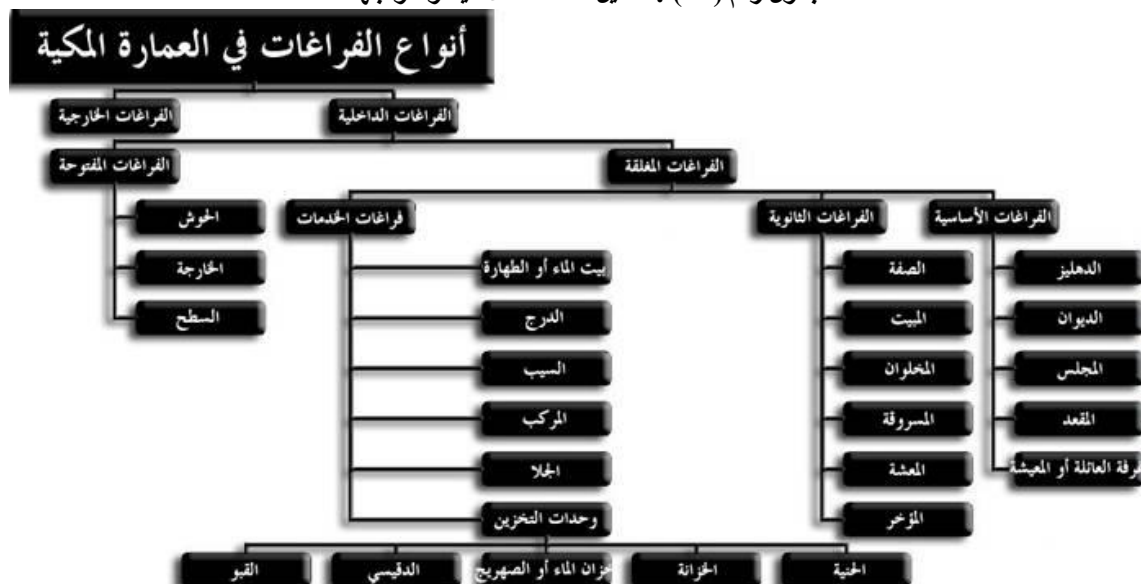 أنواع الفراغات في العمارة المكية
الفراغات الداخلية
الفراغات الخارجية
الفراغات المغلقة
الفراغات المفتوحة
الفراغات الأساسية
الفراغات الثانوية
فراغات الخدمات
الحوش
الخارجة
السطح
الدهليز
الديوان
المجلس
المقعد
غرفة العائلة أو المعيشة
الصفة
المبيت
المخلوان
المسروقة
المعشة
المؤخر
بيت الماء أو الطهارة
الدرج
السيب
المركب
الجلا
وحدات التخزين
الحنية
الخزانة
خزان الماء أو الصهريج
الدقيسي
القبو